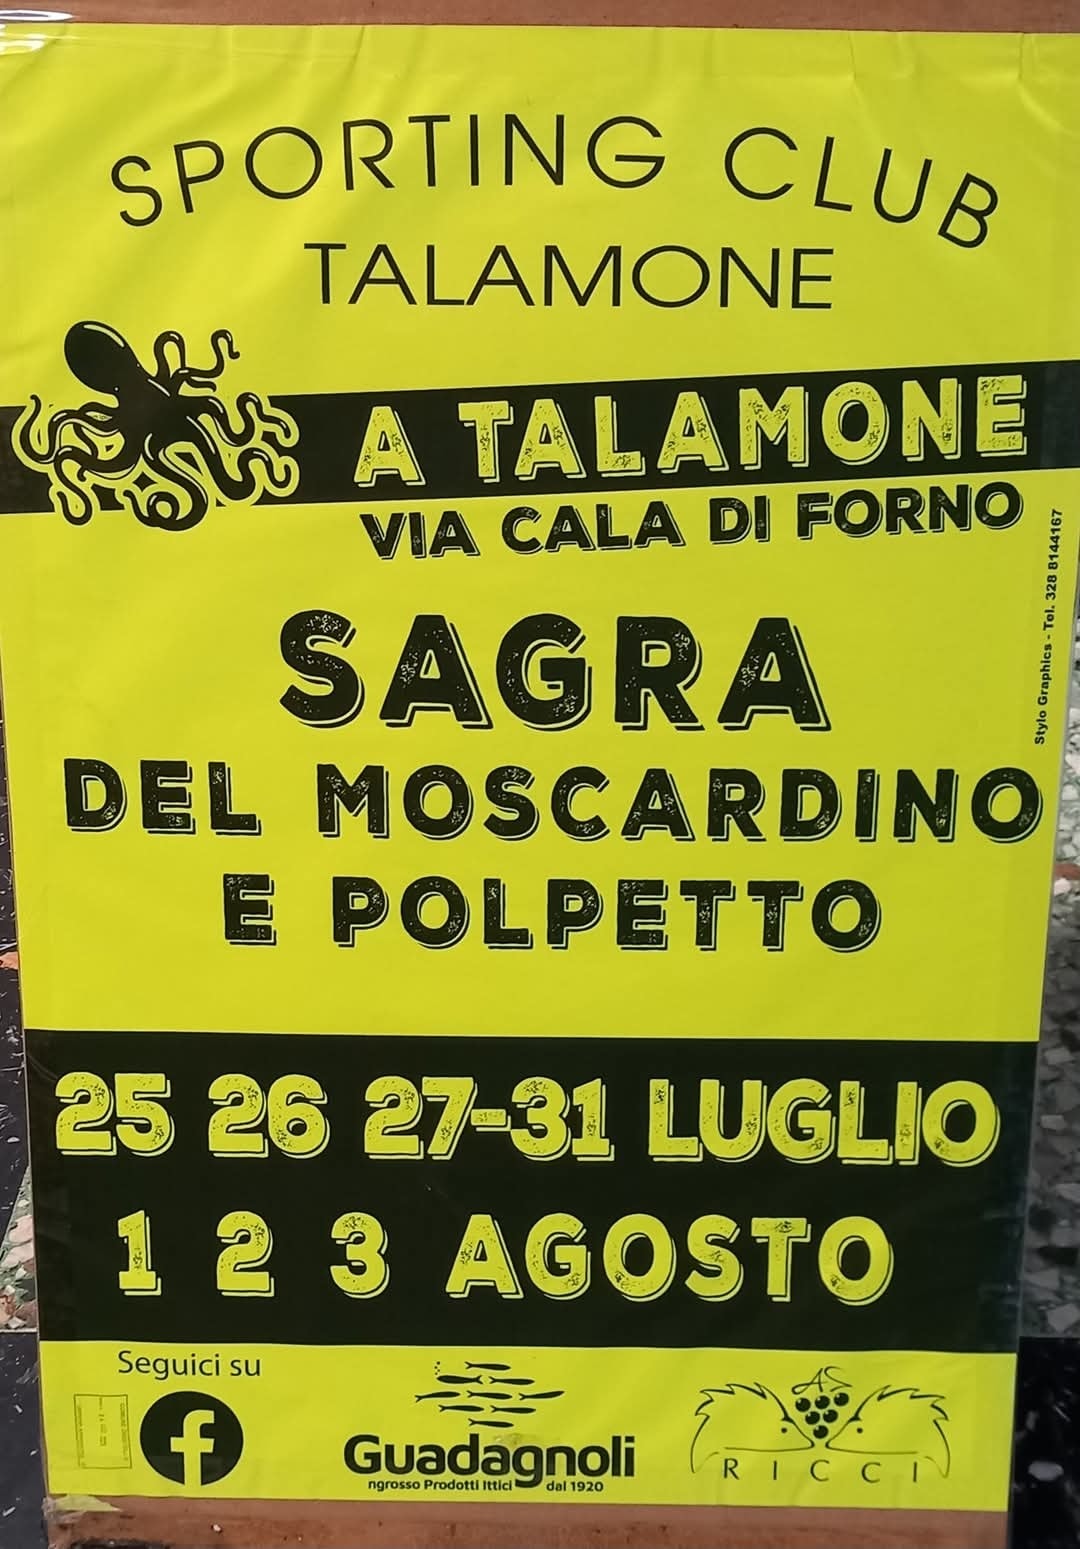 SPORTING CLUB
TALAMONE
A TALAMONE
VIA CALA DI FORNO
Stylo Graphics - Tel. 328 8144167
SAGRA
DEL MOSCARDINO
E POLPETTO
25 26 27-31 LUGLIO
1 2 3 AGOSTO
Seguici su
f
Guadagnoli
ngrosso Prodotti Ittici dal 1920
AS
RICCI